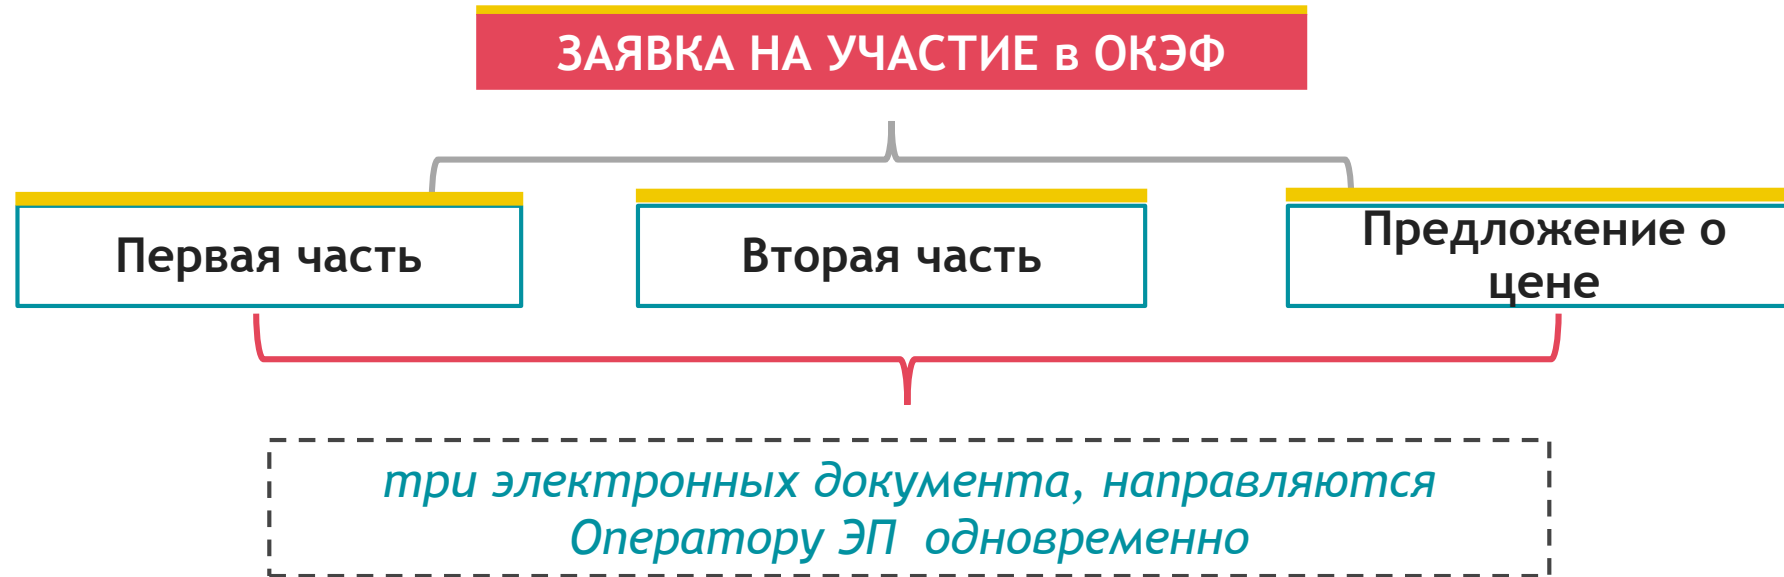 ЗАЯВКА НА УЧАСТИЕ в ОКЭФ
Первая часть
Вторая часть
Предложение о
цене
три электронных документа, направляются
Оператору ЭП одновременно